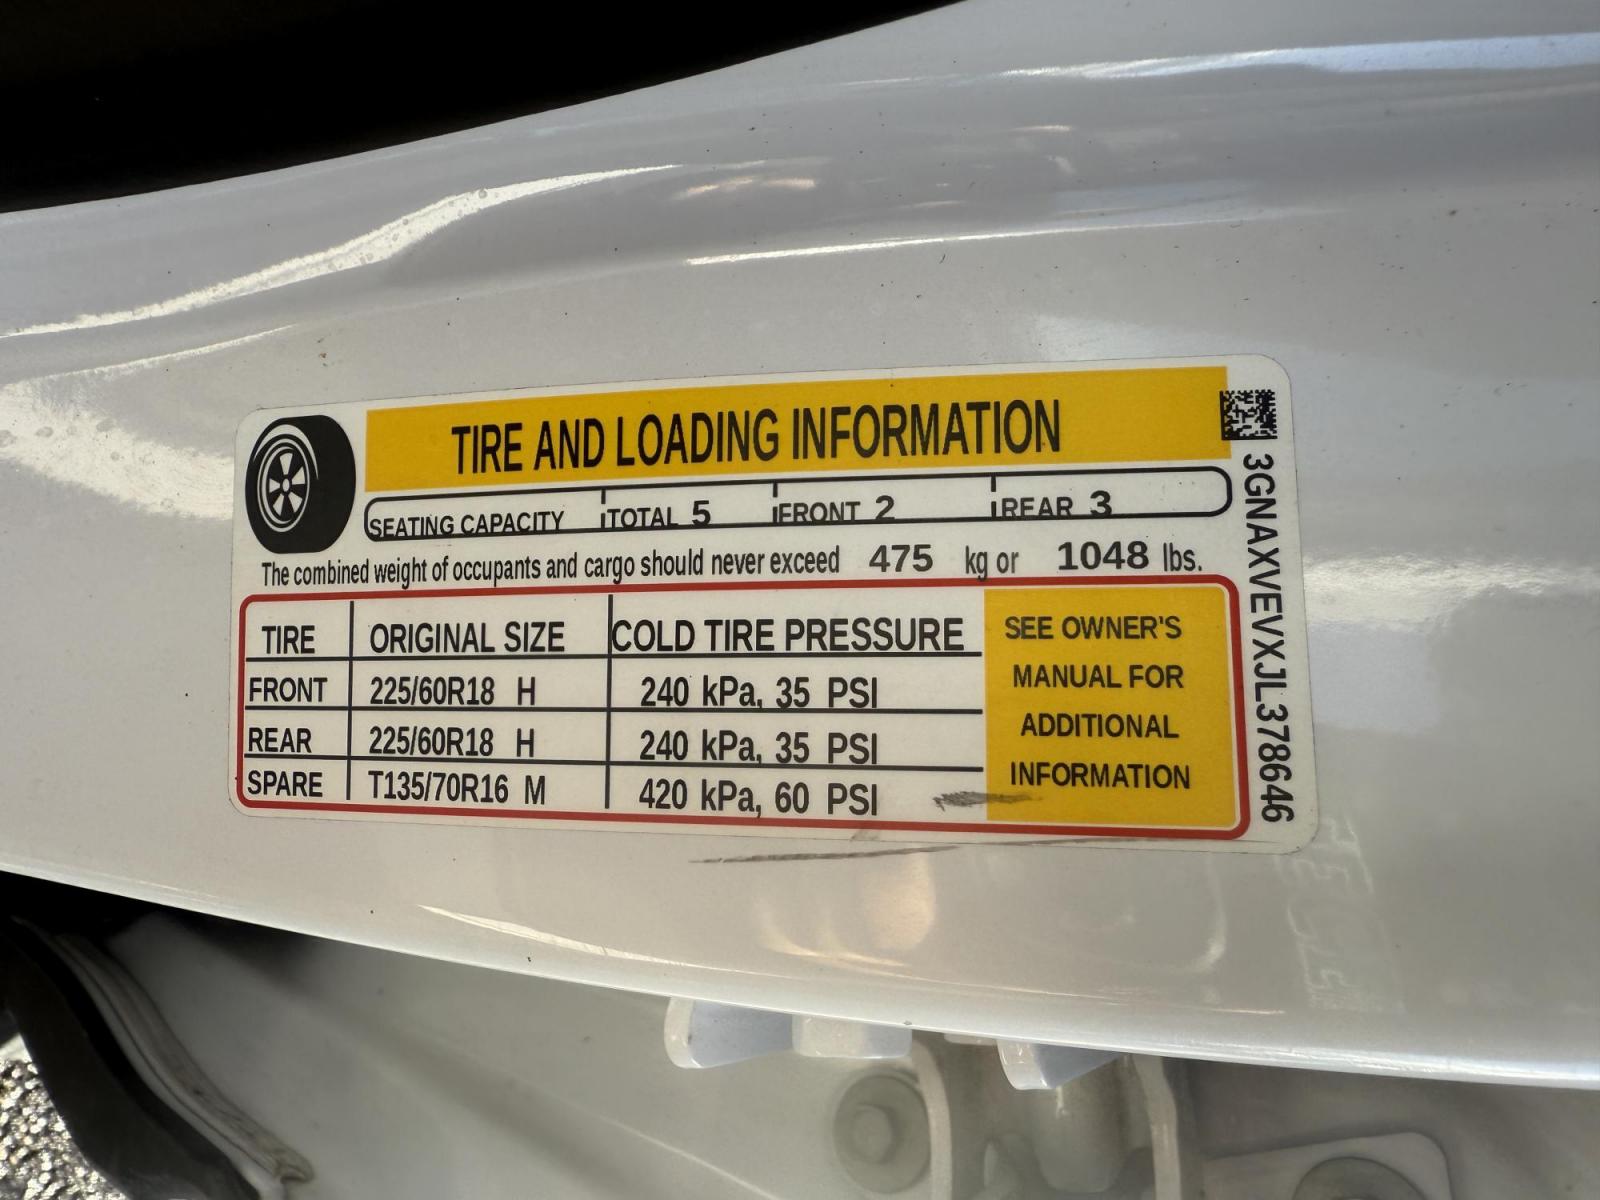 TIRE AND LOADING INFORMATION
SEATING CAPACITY TOTAL 5 FRONT 2 REAR 3
The combined weight of occupants and cargo should never exceed 475 kg or 1048 lbs.
TIRE ORIGINAL SIZE COLD TIRE PRESSURE
FRONT 225/60R18 H 240 kPa, 35 PSI
REAR 225/60R18 H 240 kPa, 35 PSI
SPARE T135/70R16 M 420 kPa, 60 PSI
SEE OWNER'S
MANUAL FOR
ADDITIONAL
INFORMATION
3GNAXVEVXJL378646